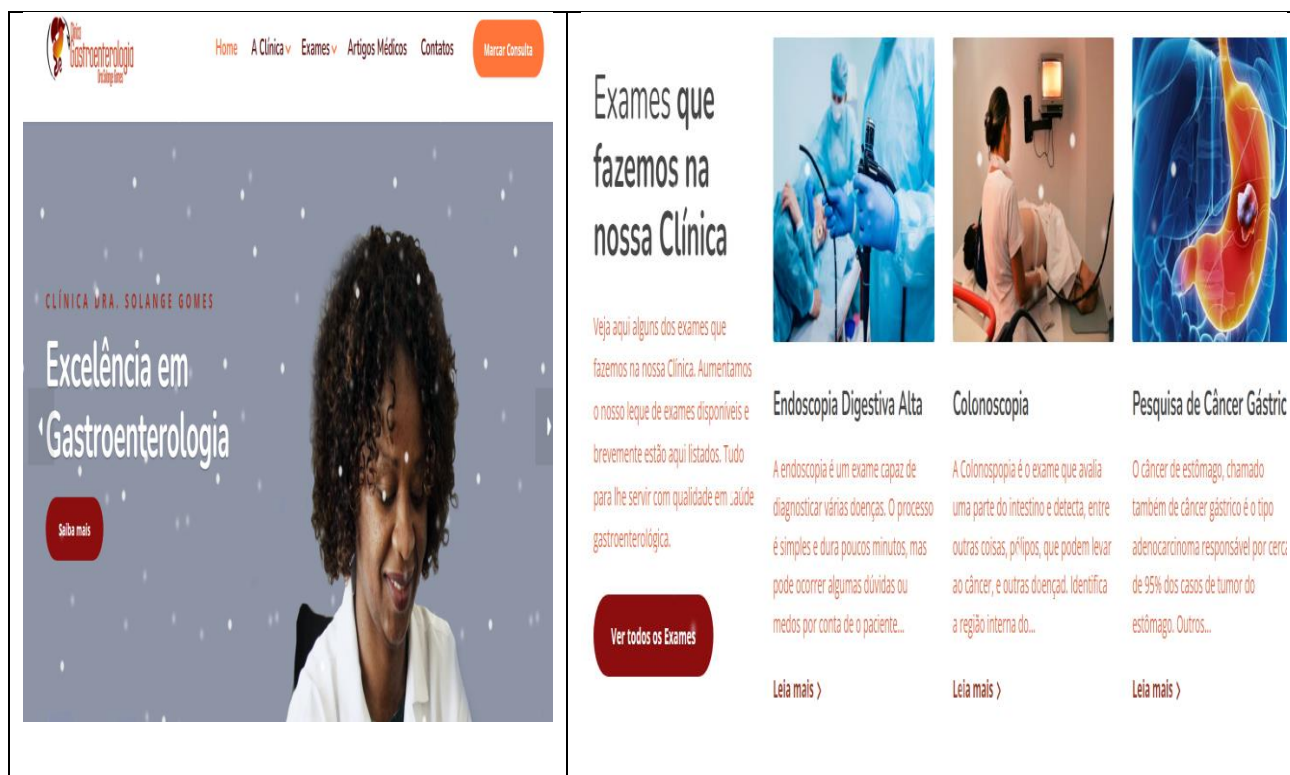 Clínica
Gastroenterologia
Dra Solange Gomes
Home A Clínica Exames Artigos Médicos Contatos Marcar Consulta
CLÍNICA DRA. SOLANGE GOMES
Excelência em
Gastroenterologia
Saiba mais
Exames que
fazemos na
nossa Clínica
Veja aqui alguns dos exames que
fazemos na nossa Clínica. Aumentamos
o nosso leque de exames disponíveis e
brevemente estão aqui listados. Tudo
para lhe servir com qualidade em saúde
gastroenterológica.
Ver todos os Exames
Endoscopia Digestiva Alta
A endoscopia é um exame capaz de
diagnosticar várias doenças. O processo
é simples e dura poucos minutos, mas
pode ocorrer algumas dúvidas ou
medos por conta de o paciente...
Leia mais >
Colonoscopia
A Colonospopia é o exame que avalia
uma parte do intestino e detecta, entre
outras coisas, pólipos, que podem levar
ao câncer, e outras doençad. Identifica
a região interna do...
Leia mais >
Pesquisa de Câncer Gástric
O câncer de estômago, chamado
também de câncer gástrico é o tipo
adenocarcinoma responsável por cerca
de 95% dos casos de tumor do
estômago. Outros...
Leia mais >